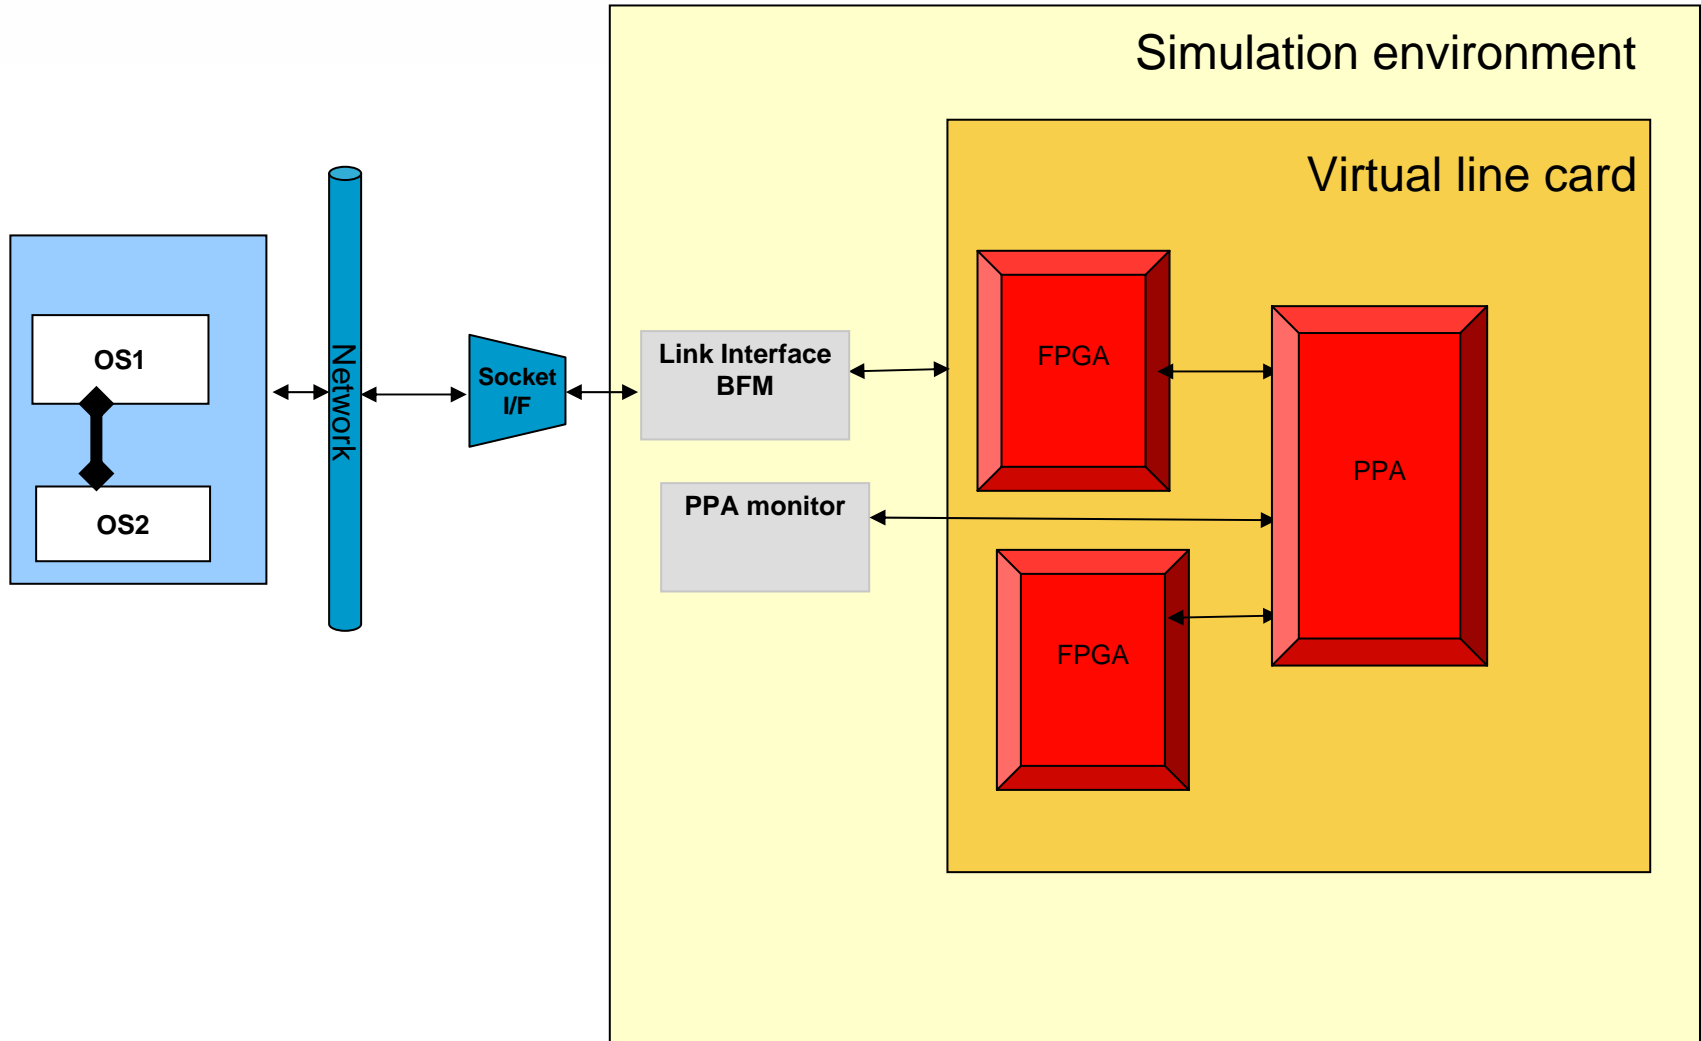 Simulation environment
Virtual line card
OS1
OS2
Network
Socket
I/F
Link Interface
BFM
PPA monitor
FPGA
FPGA
PPA